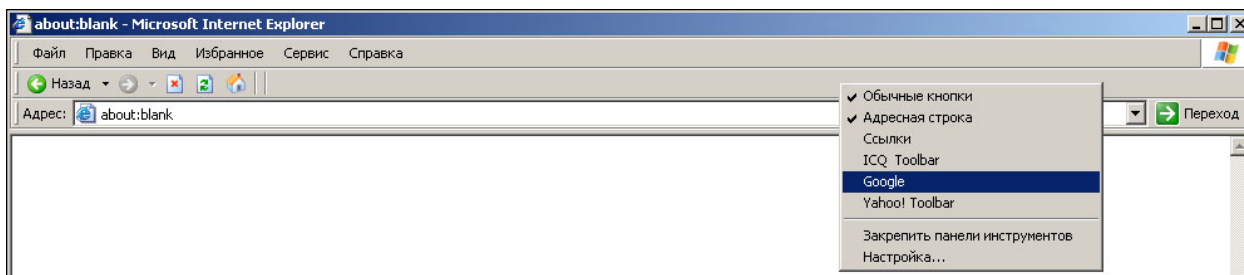 about:blank - Microsoft Internet Explorer
Файл Правка Вид Избранное Сервис Справка
Назад
Адрес: about:blank Переход
Обычные кнопки
Адресная строка
Ссылки
ICQ Toolbar
Google
Yahoo! Toolbar
Закрепить панели инструментов
Настройка...